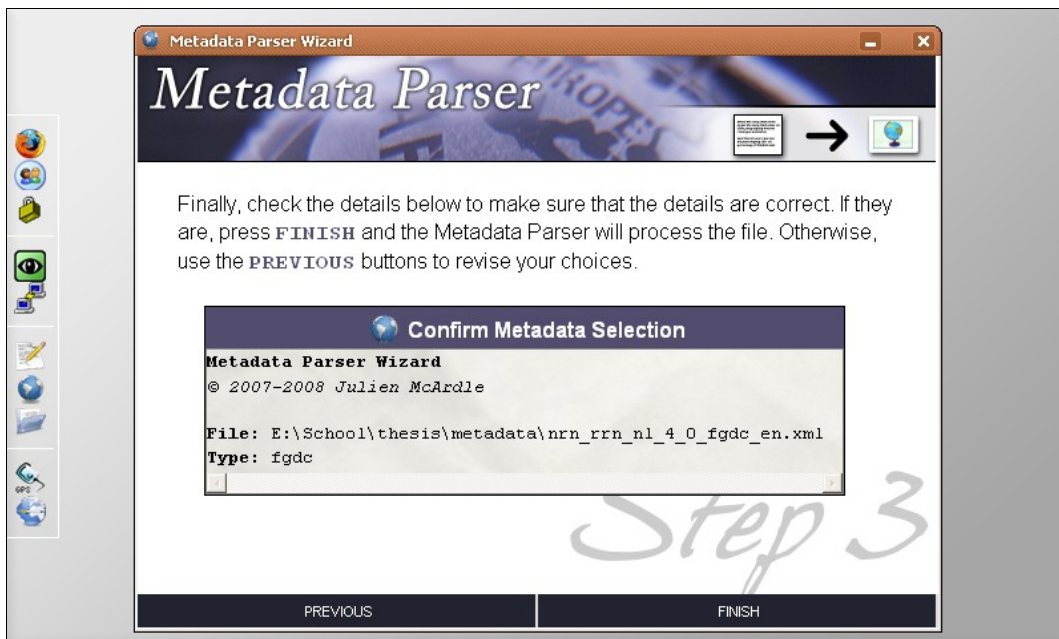 Metadata Parser Wizard
Metadata Parser
Finally, check the details below to make sure that the details are correct. If they
are, press FINISH and the Metadata Parser will process the file. Otherwise,
use the PREVIOUS buttons to revise your choices.
Confirm Metadata Selection
Metadata Parser Wizard
© 2007-2008 Julien McArdle
File: E:\School\thesis\metadata\nrn_rrn_nl_4_0_fgdc_en.xml
Type: fgdc
GPS
Step 3
PREVIOUS
FINISH